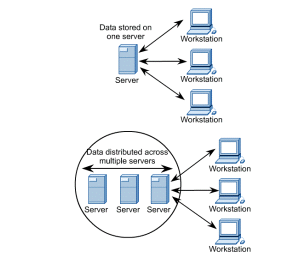 Data stored on
one server
Workstation
Workstation
Server
Workstation
Data distributed across
multiple servers
Workstation
Workstation
Server Server Server
Workstation